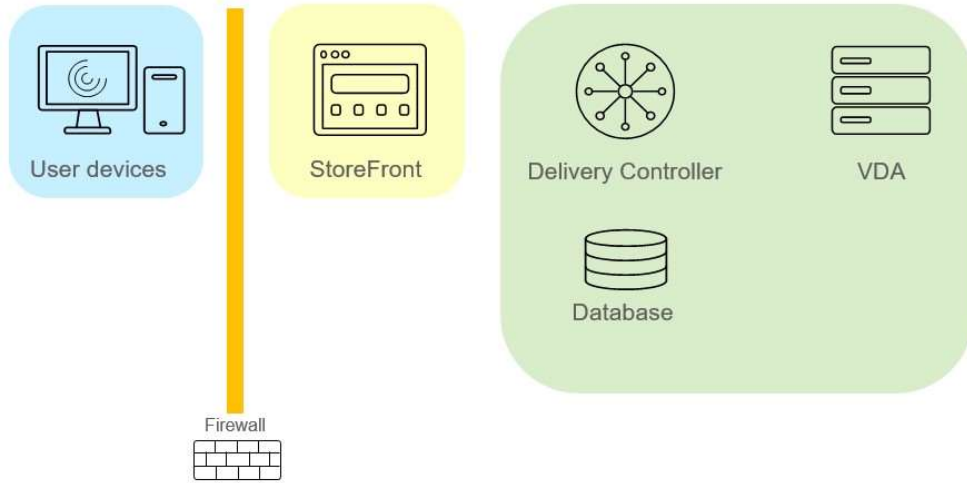 User devices
StoreFront
Delivery Controller
VDA
Database
Firewall